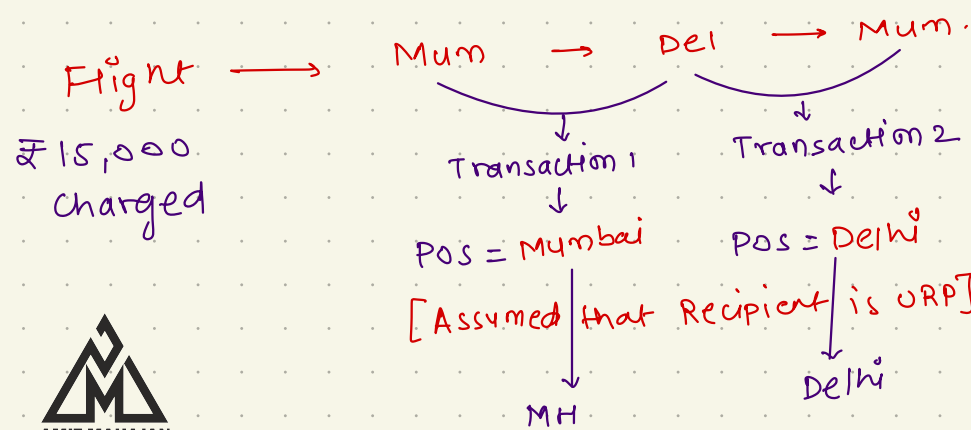 Flight → Mum → Del → Mum.
₹15,000
charged
Transaction 1
Transaction 2
POS = Mumbai
POS = Delhi
[Assumed that Recipient is URP]
MH
Delhi